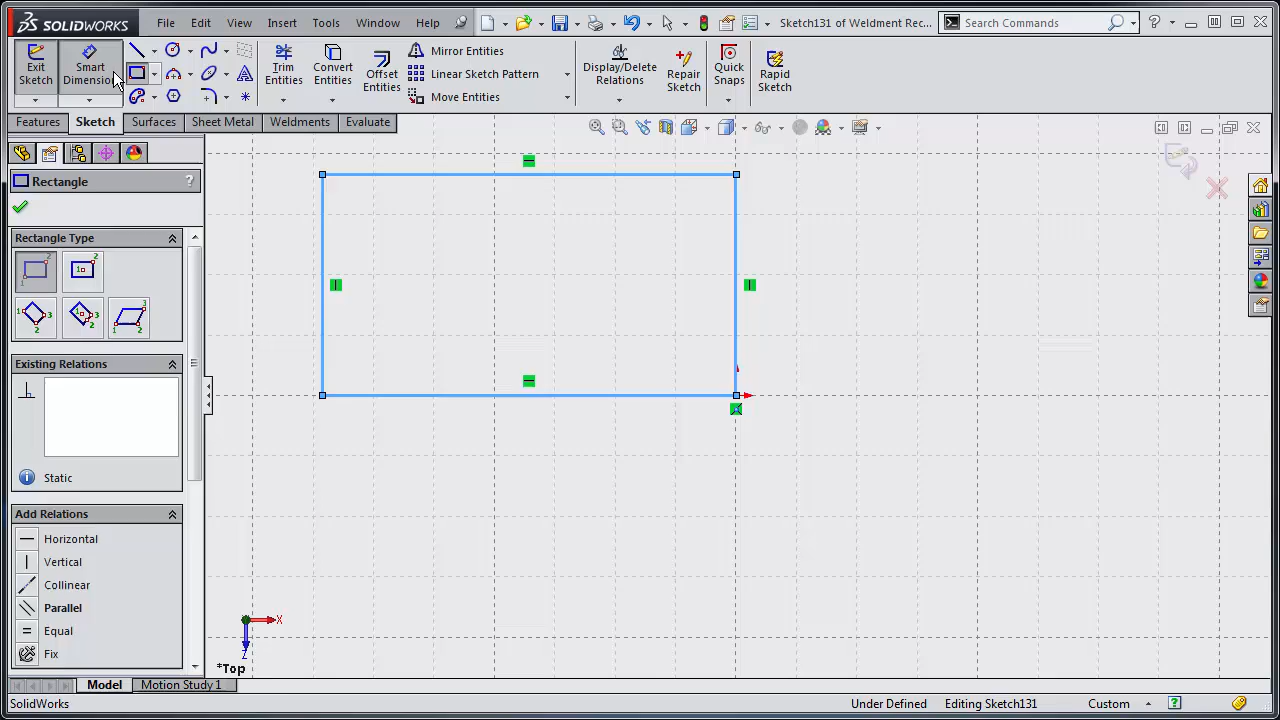 SOLIDWORKS
File Edit View Insert Tools Window Help
Sketch131 of Weldment Rec...
Search Commands
Exit Sketch
Smart Dimension
Trim Entities
Convert Entities
Offset Entities
Mirror Entities
Linear Sketch Pattern
Move Entities
Display/Delete Relations
Repair Sketch
Quick Snaps
Rapid Sketch
Features Sketch Surfaces Sheet Metal Weldments Evaluate
Rectangle ?
Rectangle Type
Existing Relations
Static
Add Relations
Horizontal
Vertical
Collinear
Parallel
Equal
Fix
X
Z
*Top
Model Motion Study 1
SolidWorks Under Defined Editing Sketch131 Custom